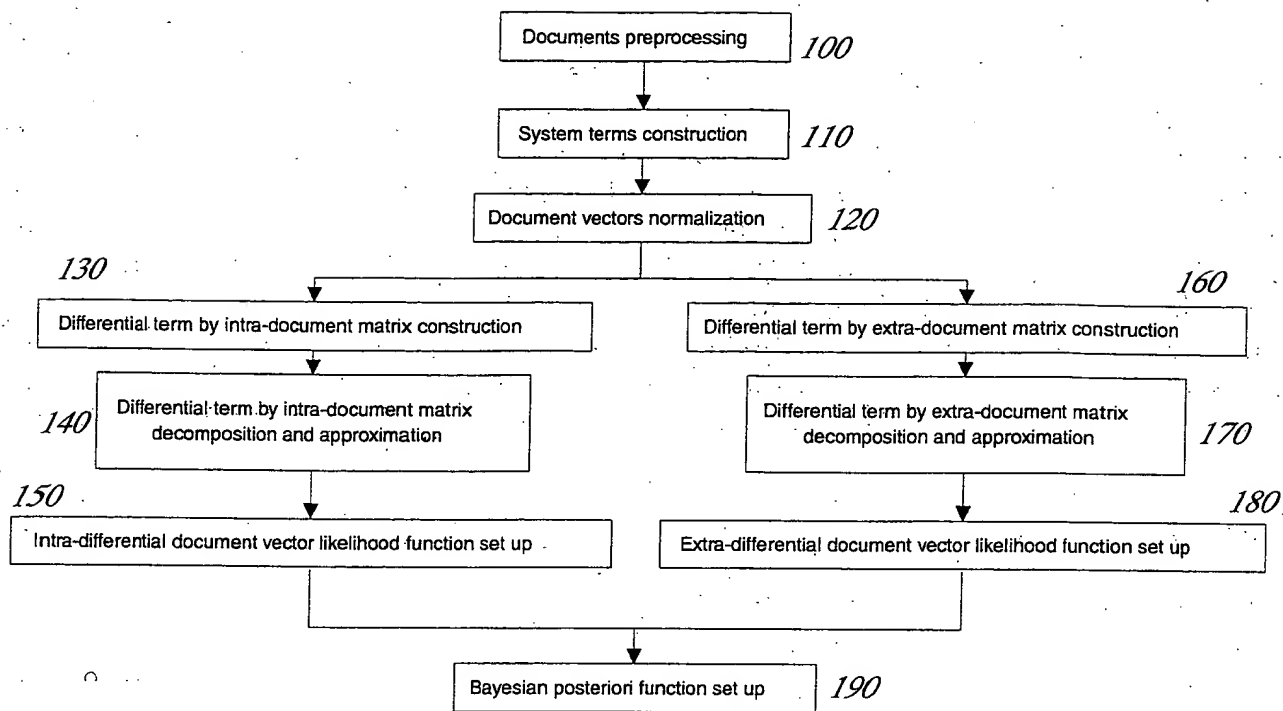 Documents preprocessing
100
System terms construction
110
Document vectors normalization
120
130
Differential term by intra-document matrix construction
140
Differential term by intra-document matrix
decomposition and approximation
150
Intra-differential document vector likelihood function set up
160
Differential term by extra-document matrix construction
Differential term by extra-document matrix
decomposition and approximation
170
180
Extra-differential document vector likelihood function set up
Bayesian posteriori function set up
190